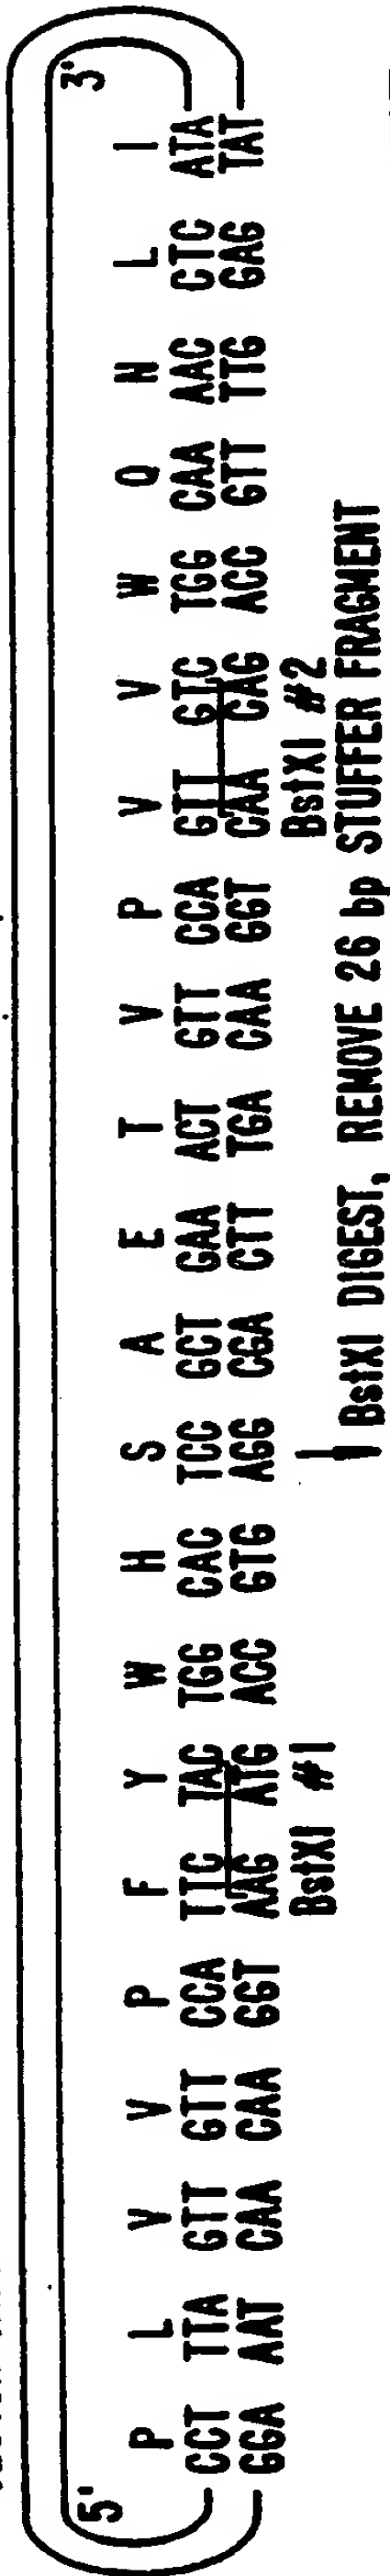 5' 3'
P L V V P F Y W H S A E T V P V V W Q N L I
CCT TTA GTT GTT CCA TTC TAC TGG CAC TCC GCT GAA ACT GTT CCA GTT GTC TGG CAA AAC CTC ATA
GGA AAT CAA CAA GGT AAG ATG ACC GTG AGG CGA CTT TGA CAA GGT CAA CAG ACC GTT TTG GAG TAT
BstXI #1 BstXI #2
BstXI DIGEST, REMOVE 26 bp STUFFER FRAGMENT